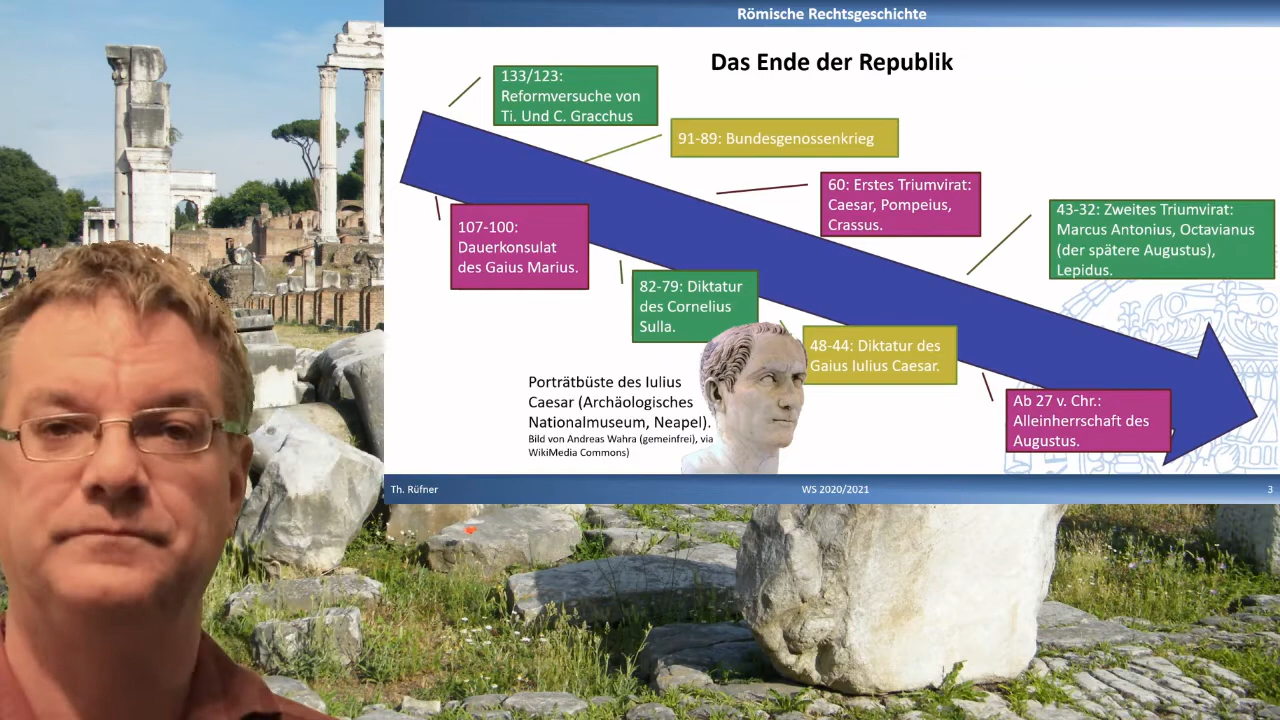 Römische Rechtsgeschichte
Das Ende der Republik
133/123:
Reformversuche von
Ti. Und C. Gracchus
91-89: Bundesgenossenkrieg
60: Erstes Triumvirat:
Caesar, Pompeius,
Crassus.
43-32: Zweites Triumvirat:
Marcus Antonius, Octavianus
(der spätere Augustus),
Lepidus.
107-100:
Dauerkonsulat
des Gaius Marius.
82-79: Diktatur
des Cornelius
Sulla.
48-44: Diktatur des
Gaius Iulius Caesar.
Ab 27 v. Chr.:
Alleinherrschaft des
Augustus.
Porträtbüste des Iulius
Caesar (Archäologisches
Nationalmuseum, Neapel).
Bild von Andreas Wahra (gemeinfrei), via
WikiMedia Commons)
Th. Rüfner
WS 2020/2021
3